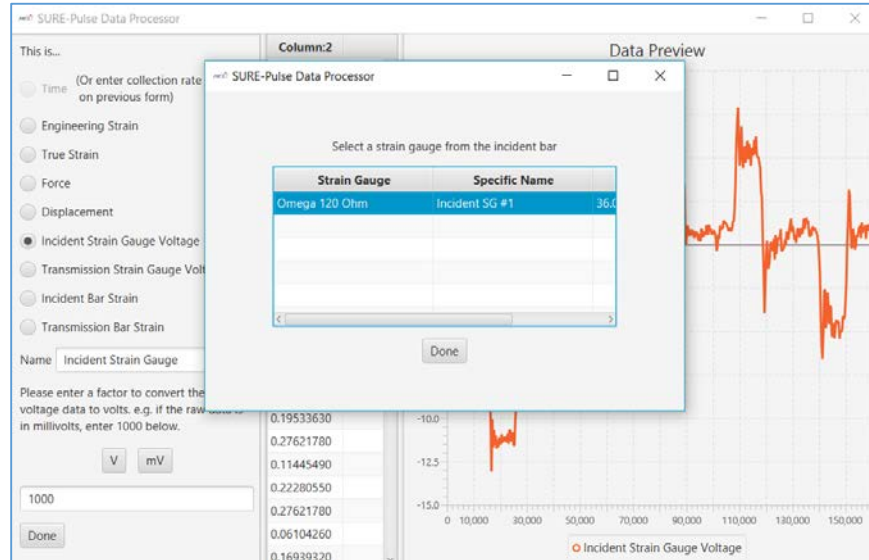 SURE-Pulse Data Processor
This is...
Time
(Or enter collection rate
on previous form)
Engineering Strain
True Strain
Force
Displacement
Incident Strain Gauge Voltage
Transmission Strain Gauge Volt
Incident Bar Strain
Transmission Bar Strain
Name Incident Strain Gauge
Please enter a factor to convert the
voltage data to volts. e.g. if the raw data is
in millivolts, enter 1000 below.
V mV
1000
Done
Column:2
0.19533630
0.27621780
0.11445490
0.22280550
0.27621780
0.06104260
0.16939320
SURE-Pulse Data Processor
Select a strain gauge from the incident bar
Strain Gauge Specific Name
Omega 120 Ohm Incident SG #1 36.0
Done
Data Preview
-10.0
-12.5
-15.0
0 10,000 30,000 50,000 70,000 90,000 110,000 130,000 150,000
Incident Strain Gauge Voltage